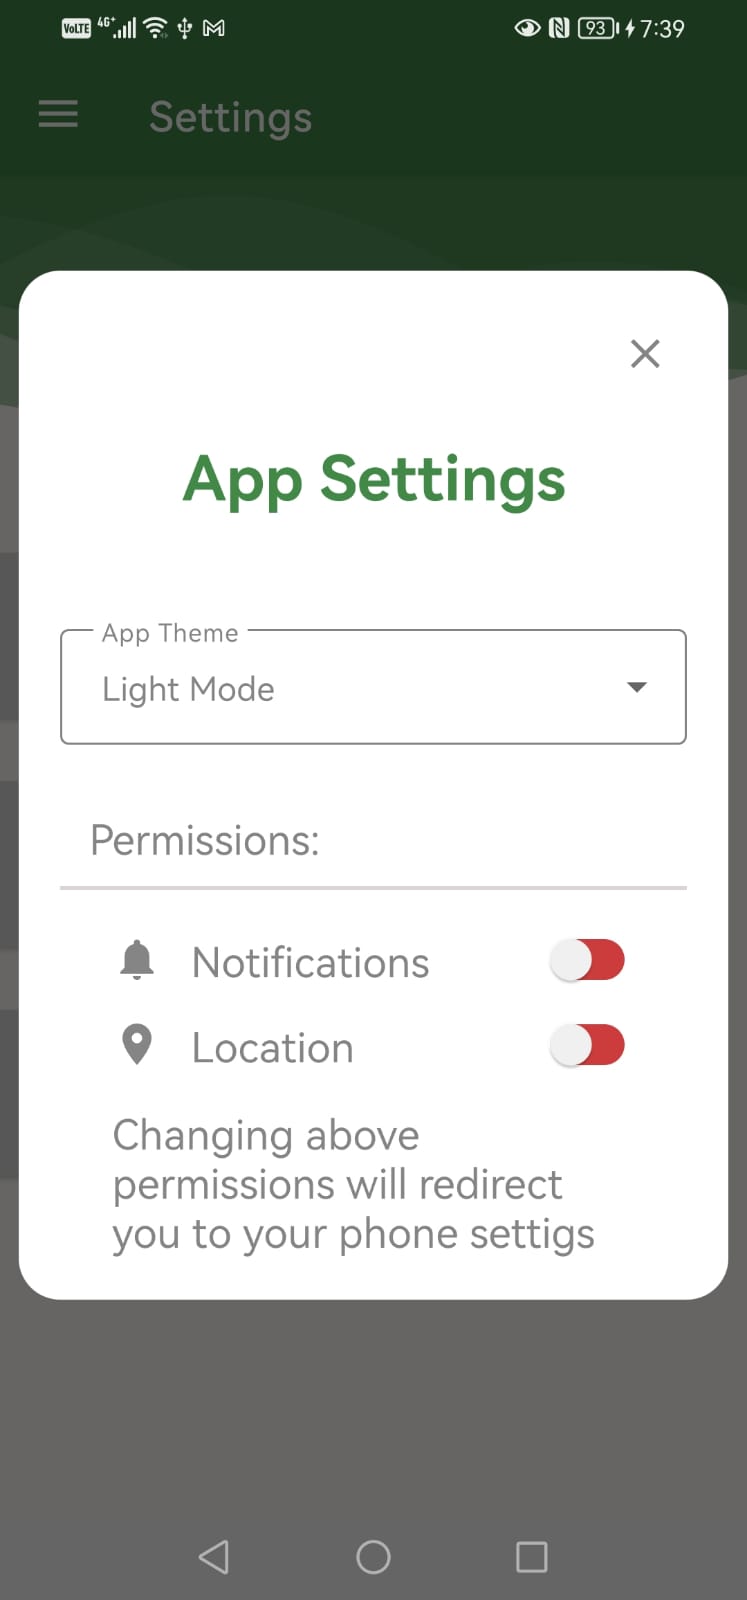 VoLTE 4G+ 93 7:39
Settings
App Settings
App Theme
Light Mode
Permissions:
Notifications
Location
Changing above
permissions will redirect
you to your phone settigs